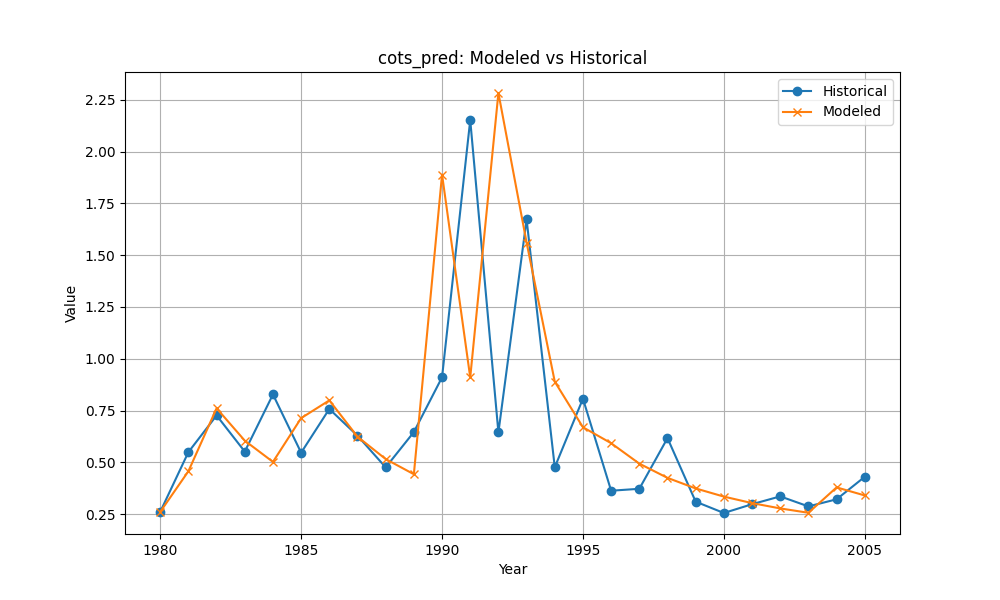 cots_pred: Modeled vs Historical
Historical
Modeled
Value
2.25
2.00
1.75
1.50
1.25
1.00
0.75
0.50
0.25
1980 1985 1990 1995 2000 2005
Year